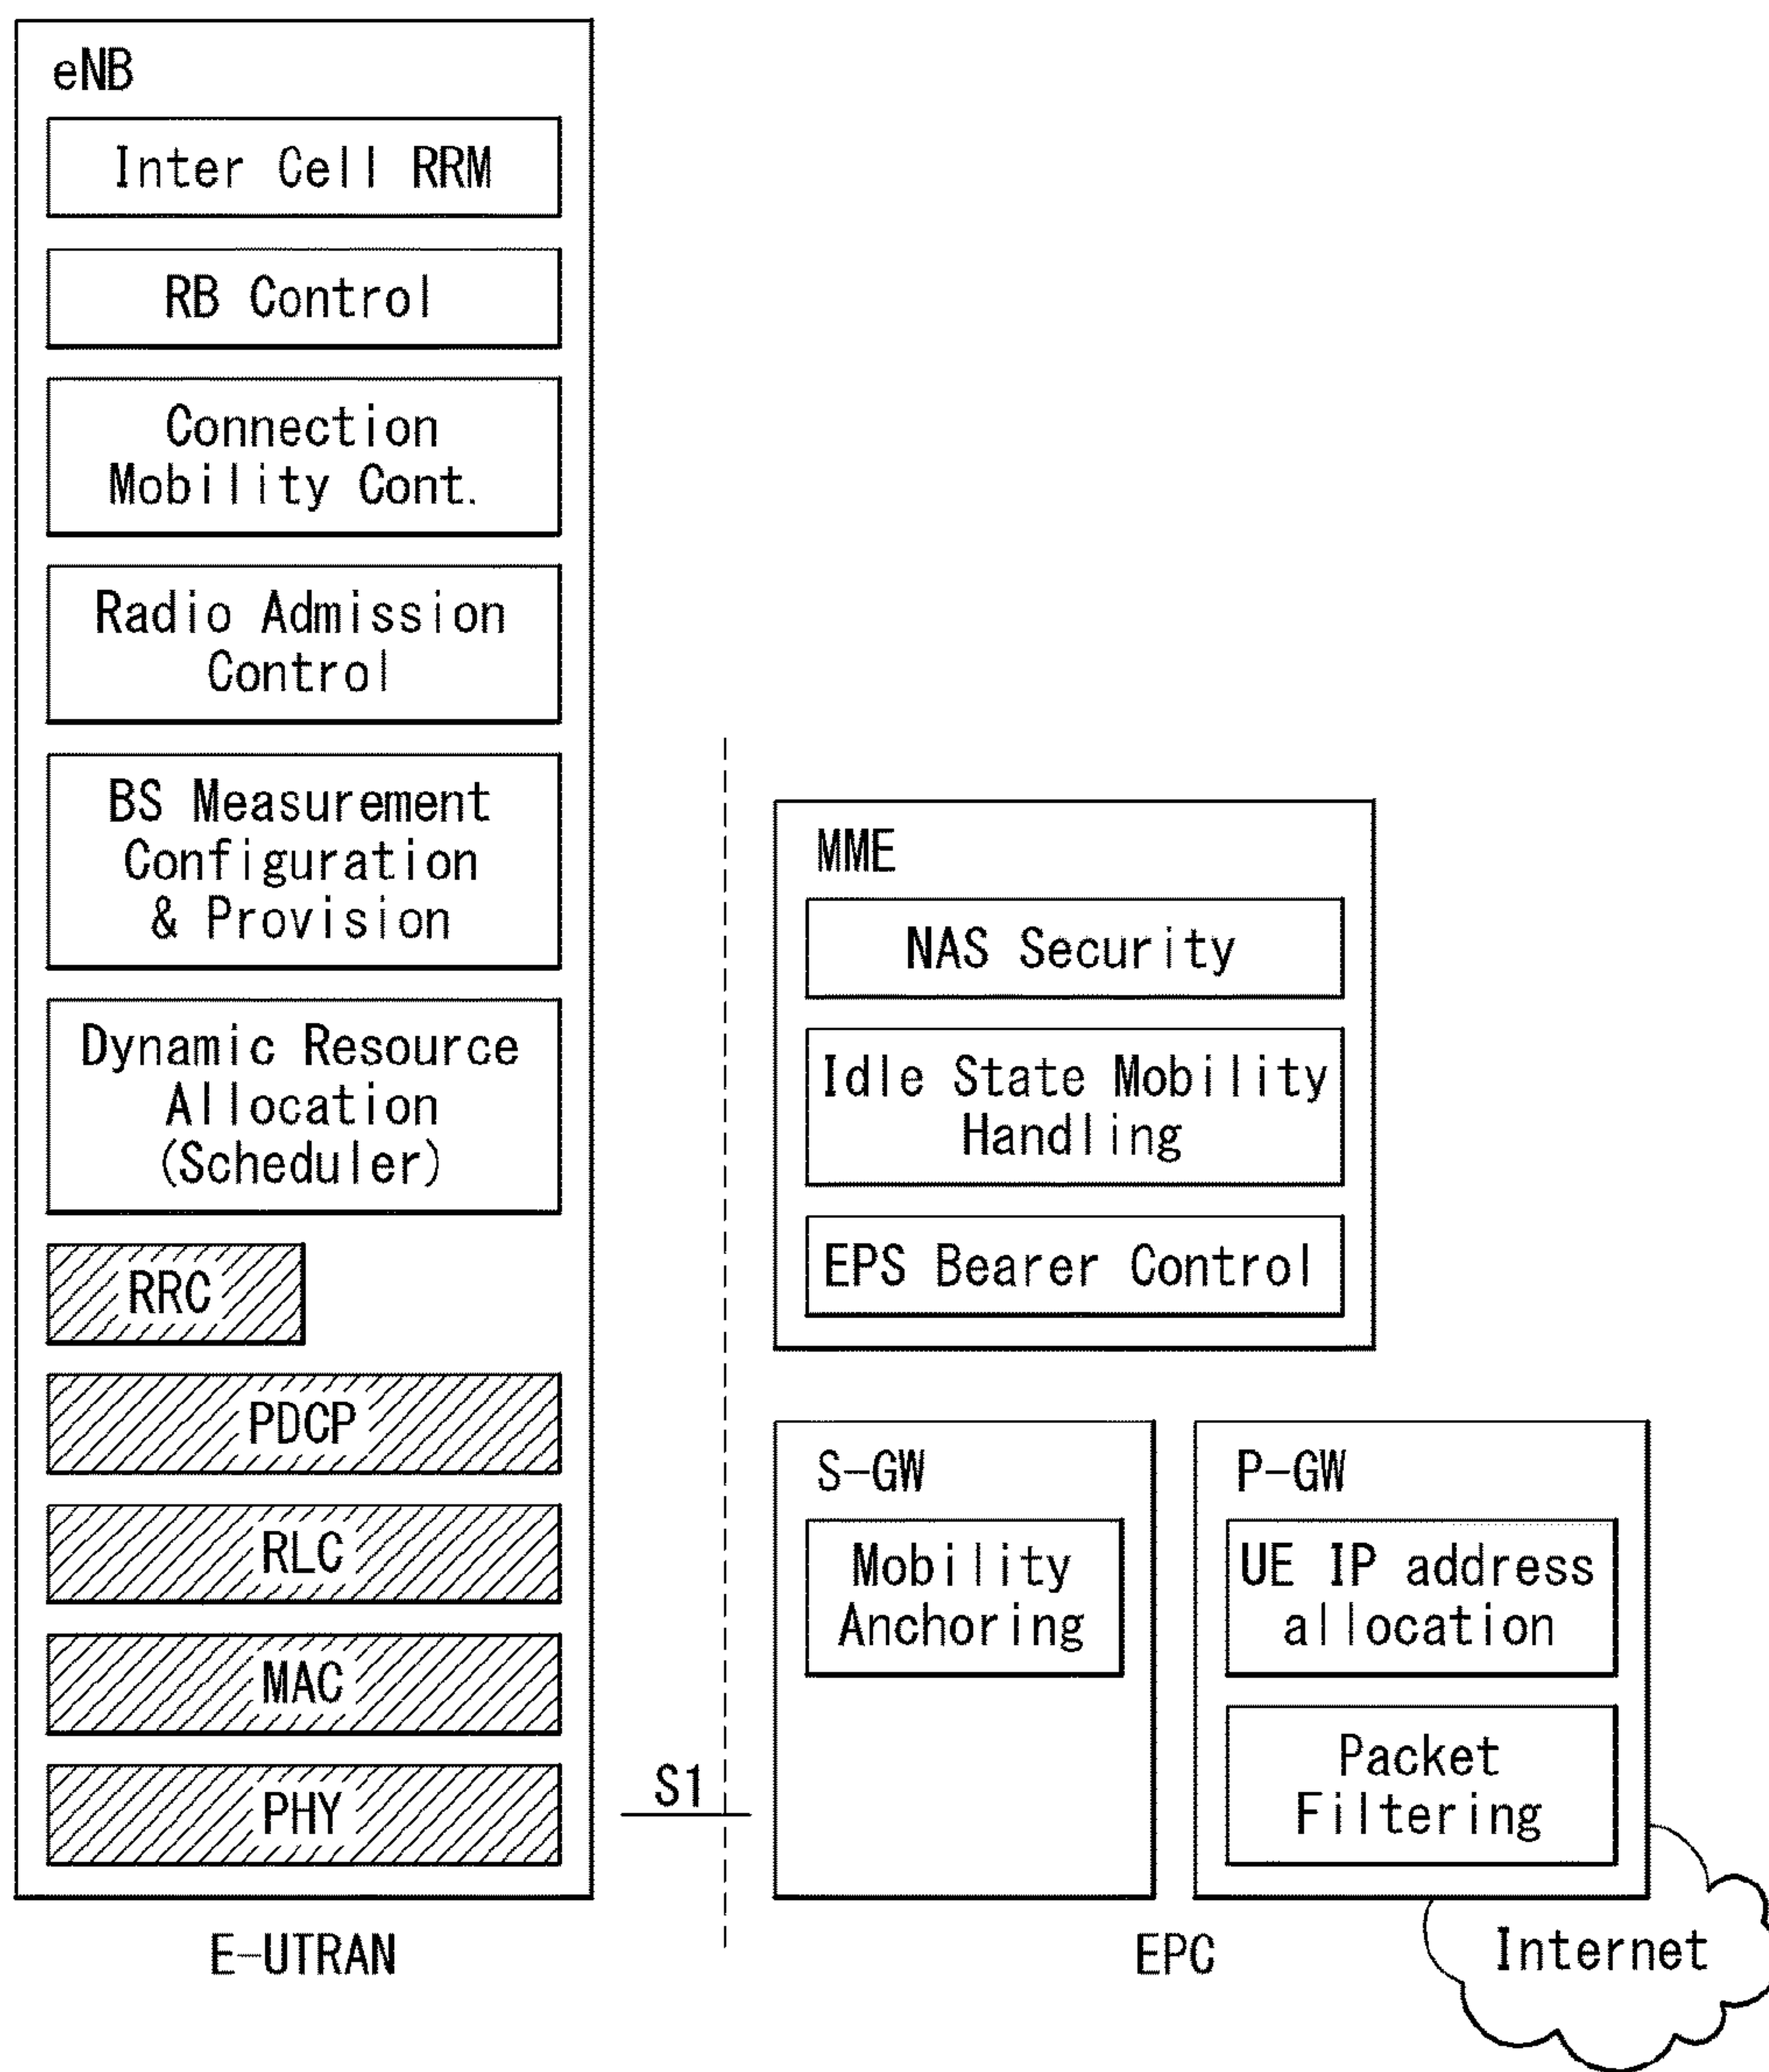 eNB
Inter Cell RRM
RB Control
Connection
Mobility Cont.
Radio Admission
Control
BS Measurement
Configuration
& Provision
Dynamic Resource
Allocation
(Scheduler)
RRC
PDCP
RLC
MAC
PHY
S1
MME
NAS Security
Idle State Mobility
Handling
EPS Bearer Control
S-GW
Mobility
Anchoring
P-GW
UE IP address
allocation
Packet
Filtering
E-UTRAN
EPC
Internet